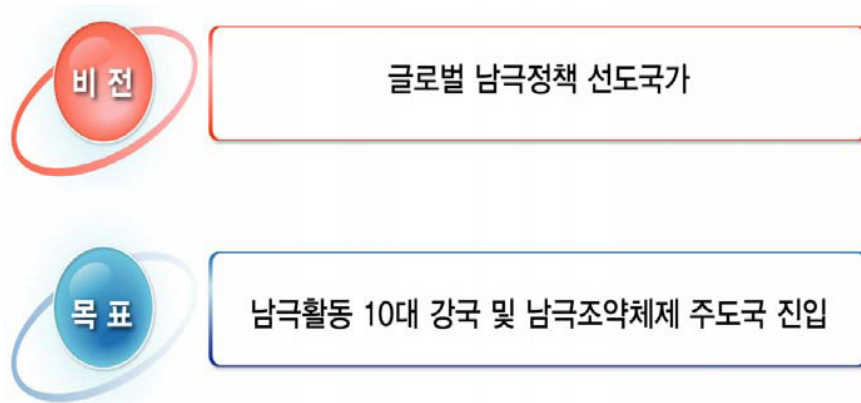 비 전
글로벌 남극정책 선도국가
목 표
남극활동 10대 강국 및 남극조약체제 주도국 진입